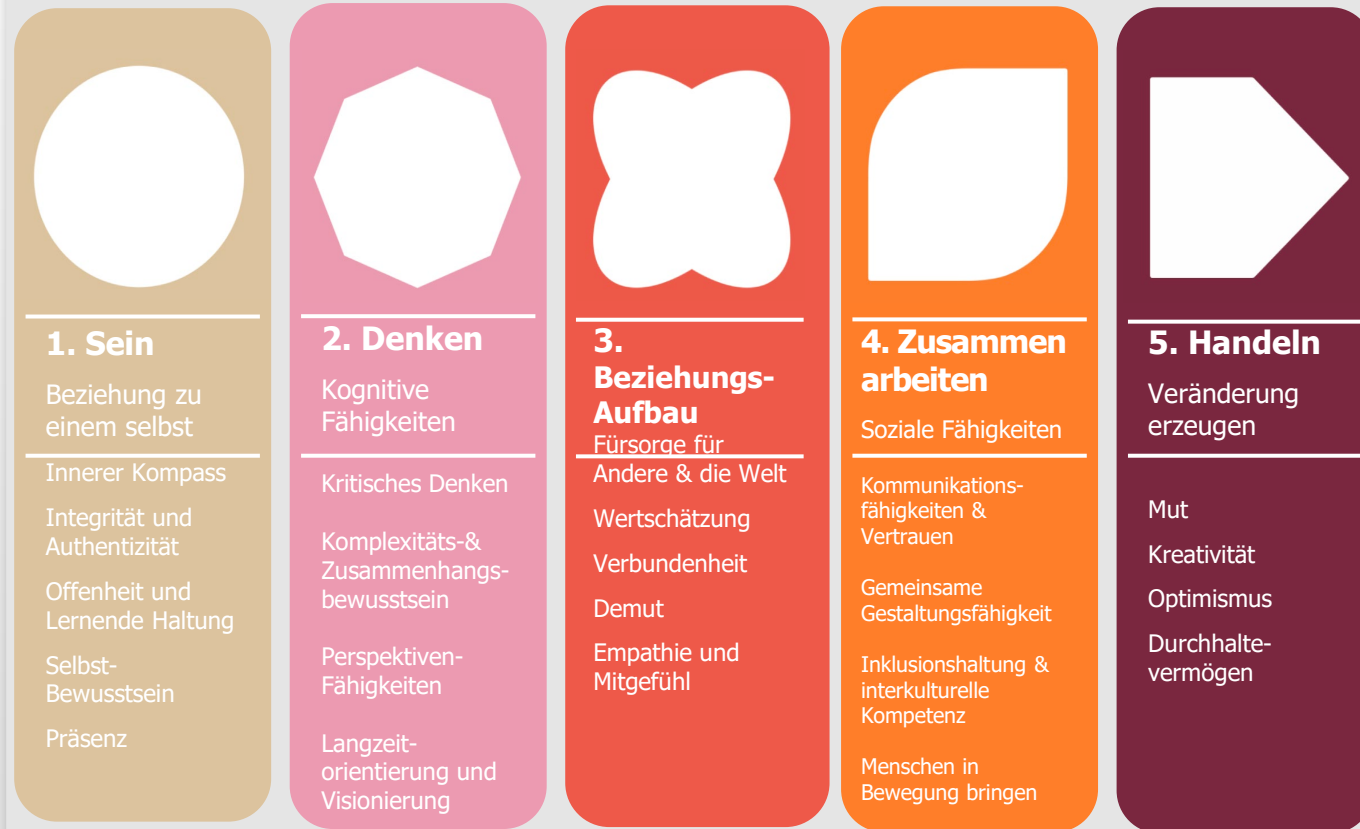 1. Sein
Beziehung zu
einem selbst
Innerer Kompass
Integrität und
Authentizität
Offenheit und
Lernende Haltung
Selbst-
Bewusstsein
Präsenz
2. Denken
Kognitive
Fähigkeiten
Kritisches Denken
Komplexitäts-&
Zusammenhangs-
bewusstsein
Perspektiven-
Fähigkeiten
Langzeit-
orientierung und
Visionierung
3.
Beziehungs-
Aufbau
Fürsorge für
Andere & die Welt
Wertschätzung
Verbundenheit
Demut
Empathie und
Mitgefühl
4. Zusammen
arbeiten
Soziale Fähigkeiten
Kommunikations-
fähigkeiten &
Vertrauen
Gemeinsame
Gestaltungsfähigkeit
Inklusionshaltung &
interkulturelle
Kompetenz
Menschen in
Bewegung bringen
5. Handeln
Veränderung
erzeugen
Mut
Kreativität
Optimismus
Durchhalte-
vermögen